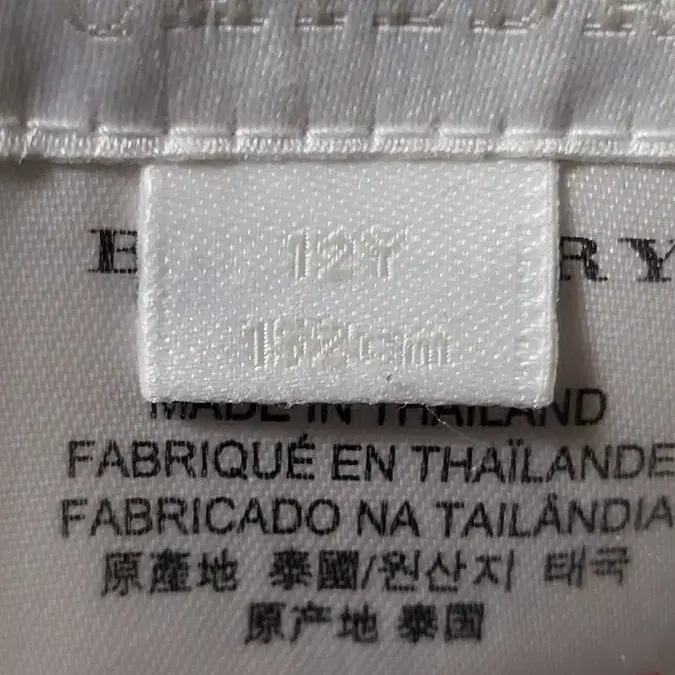 12Y
152cm
MADE IN THAILAND
FABRIQUÉ EN THAÏLANDE
FABRICADO NA TAILÂNDIA
原產地 泰國/원산지 태국
原产地 泰国